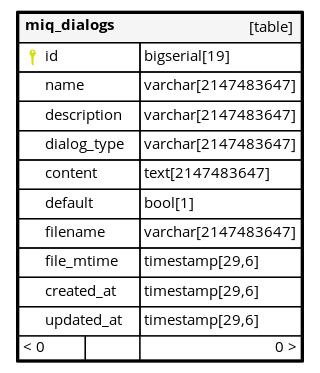 miq_dialogs [table]
id bigserial[19]
name varchar[2147483647]
description varchar[2147483647]
dialog_type varchar[2147483647]
content text[2147483647]
default bool[1]
filename varchar[2147483647]
file_mtime timestamp[29,6]
created_at timestamp[29,6]
updated_at timestamp[29,6]
< 0 0 >